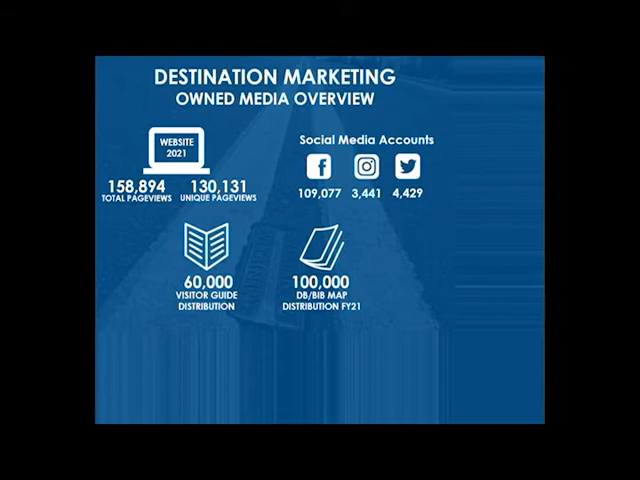 DESTINATION MARKETING
OWNED MEDIA OVERVIEW
WEBSITE
2021
158,894
TOTAL PAGEVIEWS
130,131
UNIQUE PAGEVIEWS
Social Media Accounts
109,077
3,441
4,429
60,000
VISITOR GUIDE
DISTRIBUTION
100,000
DB/BIB MAP
DISTRIBUTION FY21